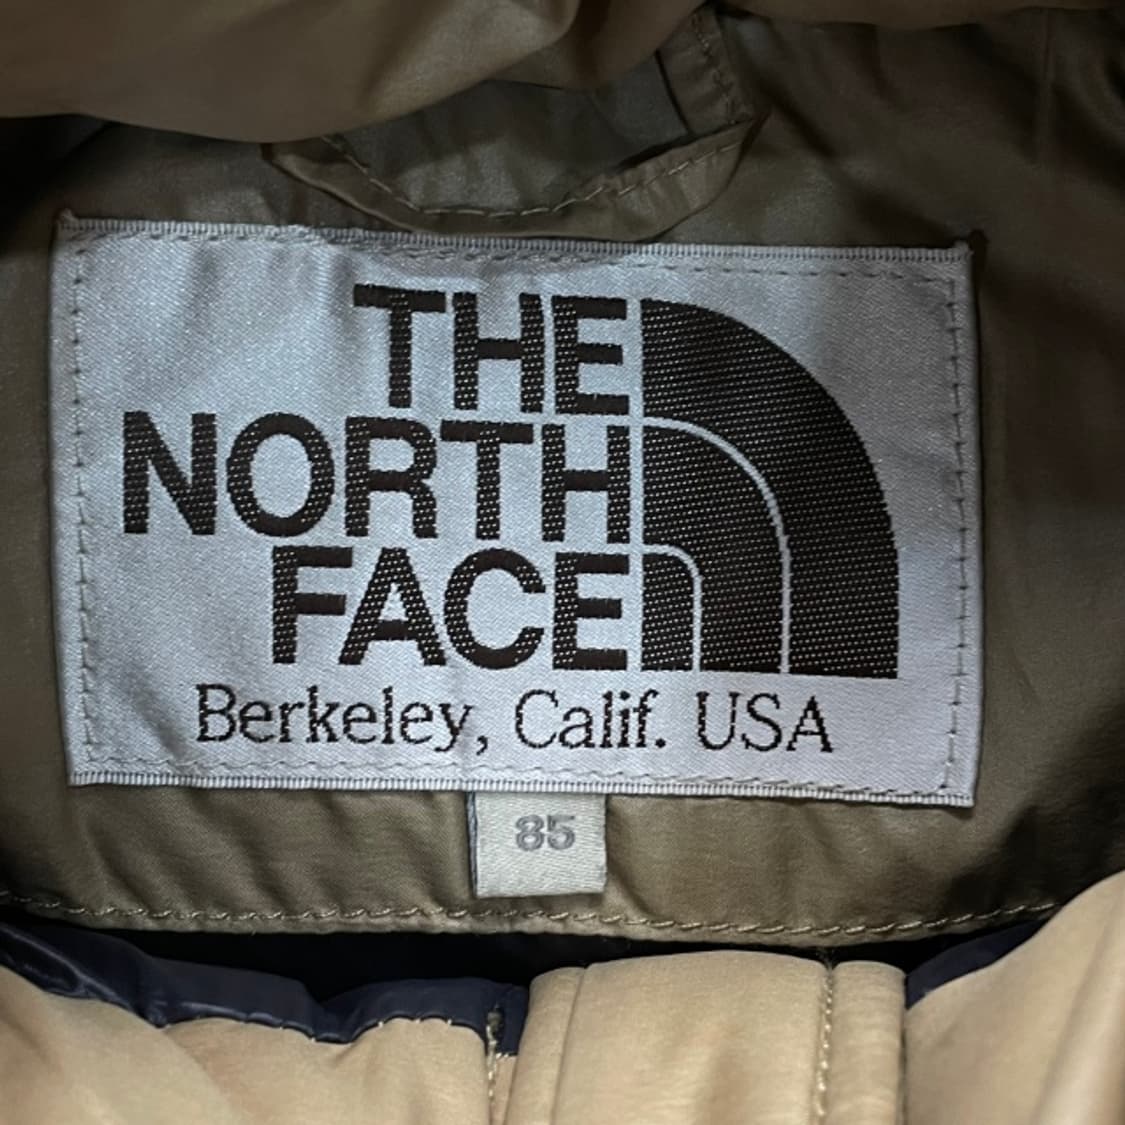 THE
NORTH
FACE
Berkeley, Calif. USA
85